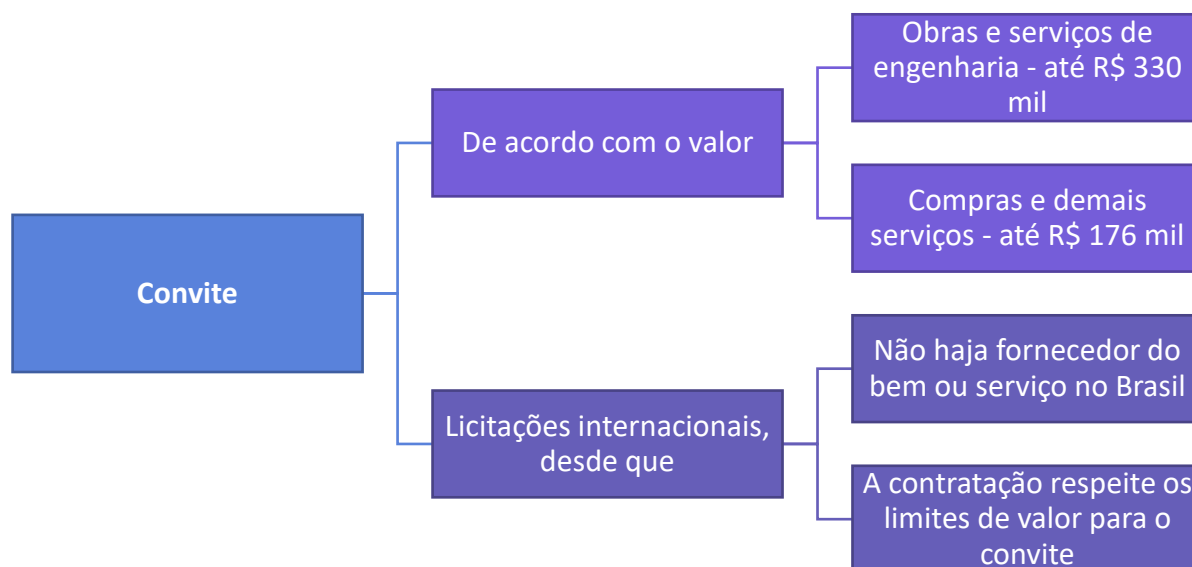 Convite
De acordo com o valor
Obras e serviços de
engenharia - até R$ 330
mil
Compras e demais
serviços - até R$ 176 mil
Licitações internacionais,
desde que
Não haja fornecedor do
bem ou serviço no Brasil
A contratação respeite os
limites de valor para o
convite